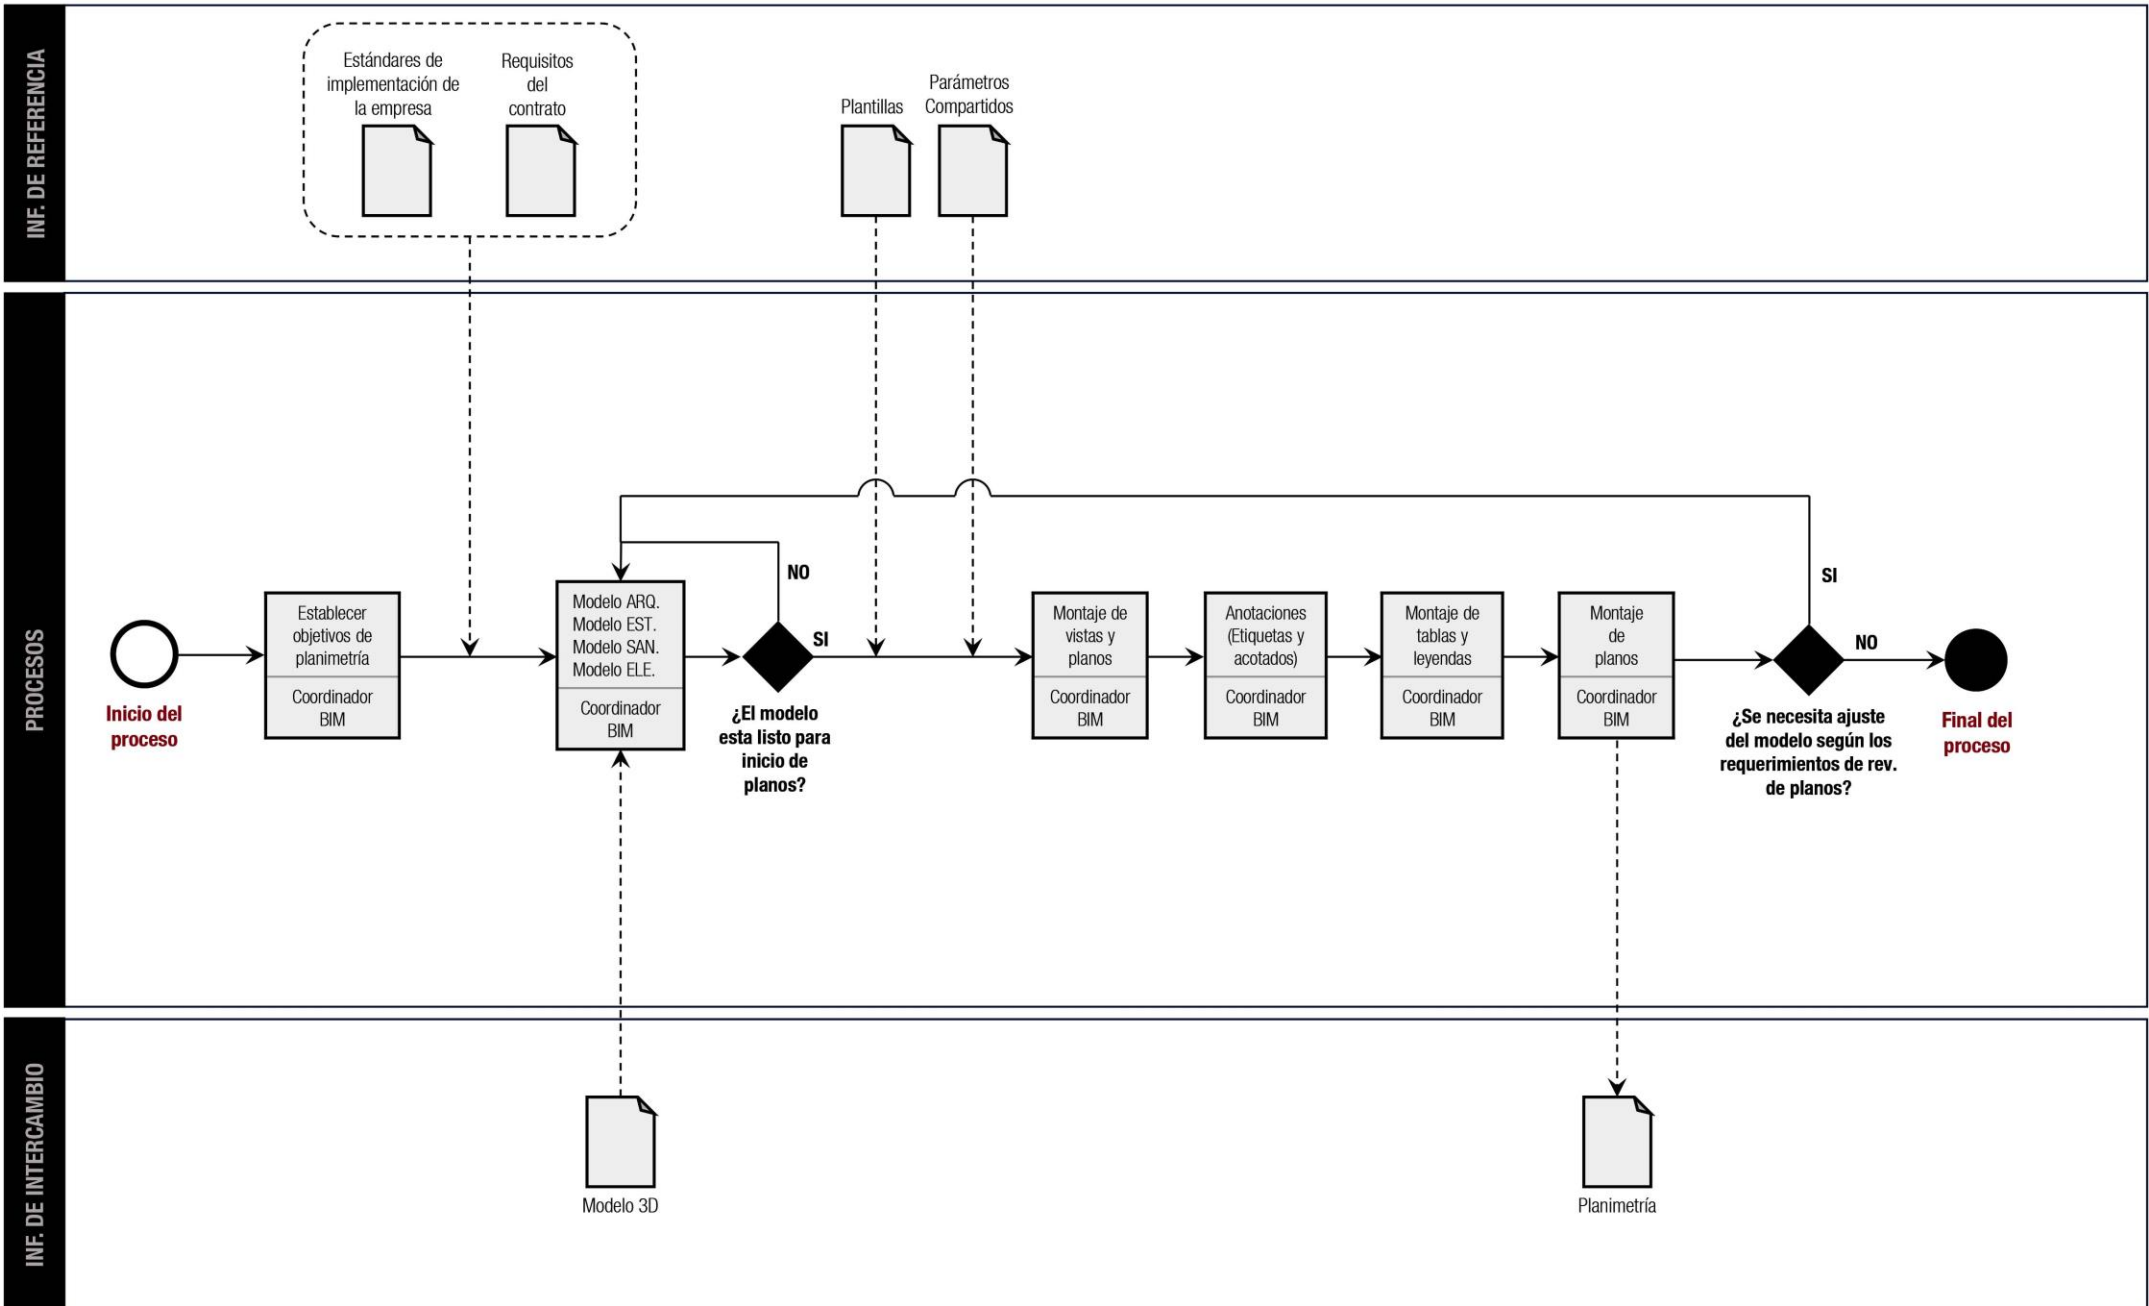 INF. DE REFERENCIA
Estándares de
implementación de
la empresa
Requisitos
del
contrato
Plantillas
Parámetros
Compartidos
PROCESOS
Inicio del
proceso
Establecer
objetivos de
planimetría
Coordinador
BIM
Modelo ARQ.
Modelo EST.
Modelo SAN.
Modelo ELE.
Coordinador
BIM
NO
SI
¿El modelo
esta listo para
inicio de
planos?
Montaje de
vistas y
planos
Coordinador
BIM
Anotaciones
(Etiquetas y
acotados)
Coordinador
BIM
Montaje de
tablas y
leyendas
Coordinador
BIM
Montaje
de
planos
Coordinador
BIM
SI
NO
¿Se necesita ajuste
del modelo según los
requerimientos de rev.
de planos?
Final del
proceso
INF. DE INTERCAMBIO
Modelo 3D
Planimetría